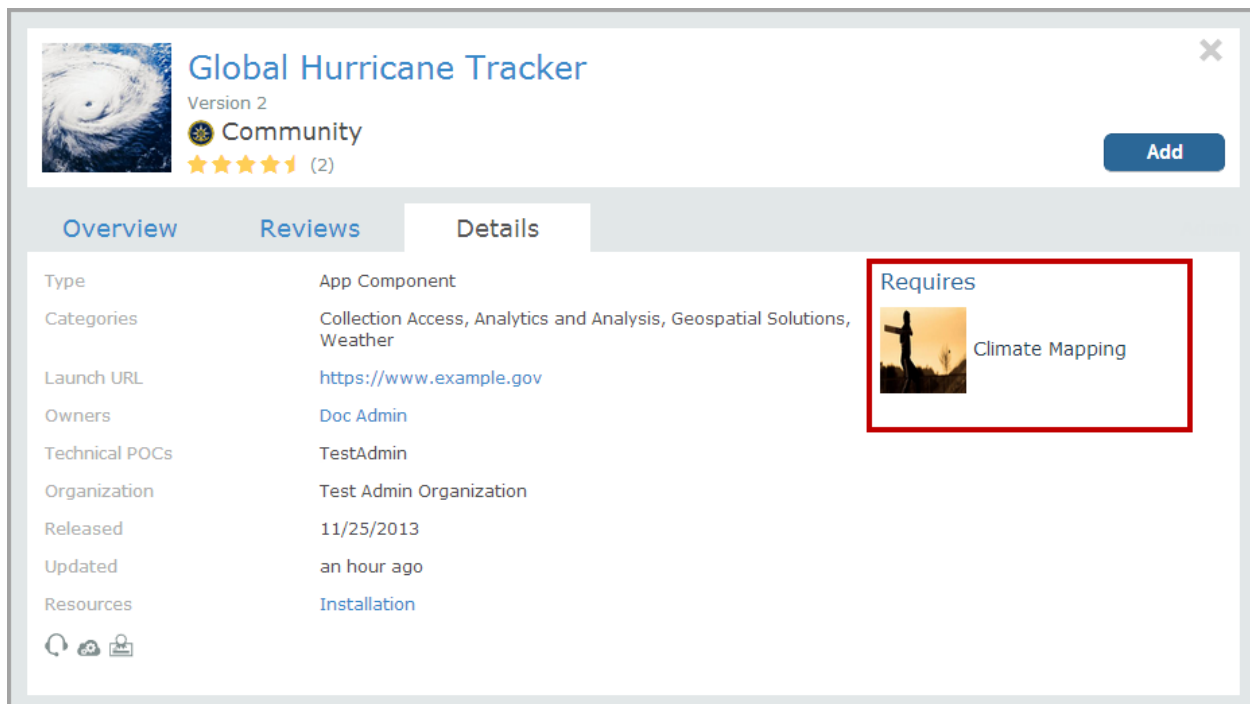 Global Hurricane Tracker
Version 2
Community
(2)
Add
Overview Reviews Details
Type App Component
Categories Collection Access, Analytics and Analysis, Geospatial Solutions,
Weather
Launch URL https://www.example.gov
Owners Doc Admin
Technical POCs TestAdmin
Organization Test Admin Organization
Released 11/25/2013
Updated an hour ago
Resources Installation
Requires
Climate Mapping